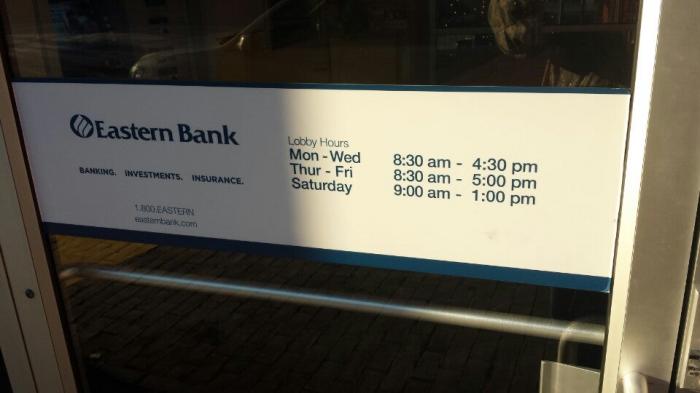 Eastern Bank
BANKING. INVESTMENTS. INSURANCE.
1.800.EASTERN
easternbank.com
Lobby Hours
Mon - Wed 8:30 am - 4:30 pm
Thur - Fri 8:30 am - 5:00 pm
Saturday 9:00 am - 1:00 pm